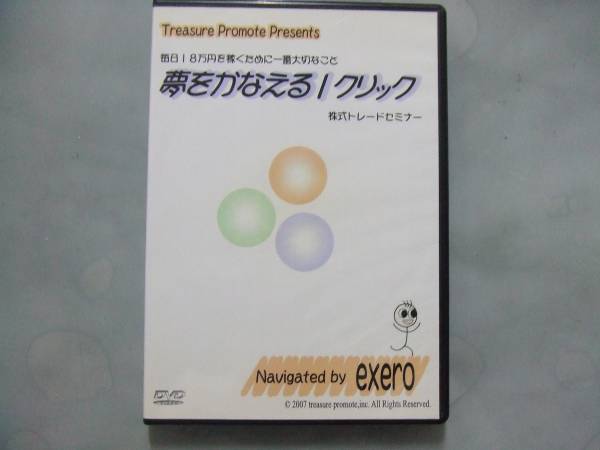 Treasure Promote Presents
毎日18万円を稼ぐために一番大切なこと
夢をかなえる1クリック
株式トレードセミナー
Navigated by exero
DVD
© 2007 treasure promote,inc. All Rights Reserved.